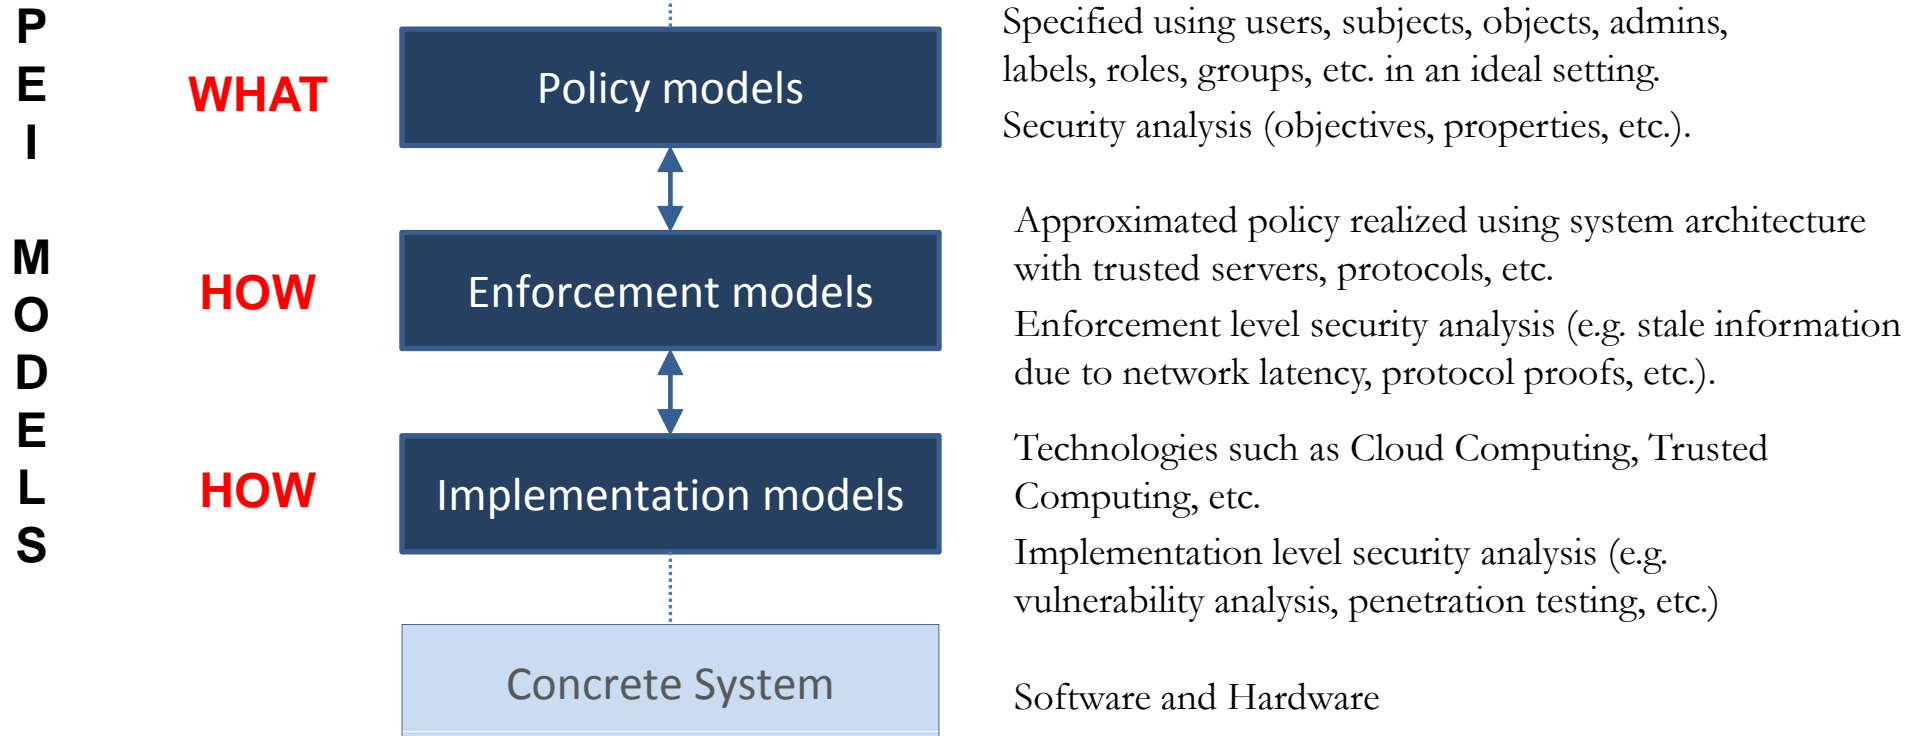 PEI MODELS
WHAT
Policy models
Specified using users, subjects, objects, admins,
labels, roles, groups, etc. in an ideal setting.
Security analysis (objectives, properties, etc.).
HOW
Enforcement models
Approximated policy realized using system architecture
with trusted servers, protocols, etc.
Enforcement level security analysis (e.g. stale information
due to network latency, protocol proofs, etc.).
HOW
Implementation models
Technologies such as Cloud Computing, Trusted
Computing, etc.
Implementation level security analysis (e.g.
vulnerability analysis, penetration testing, etc.)
Concrete System
Software and Hardware